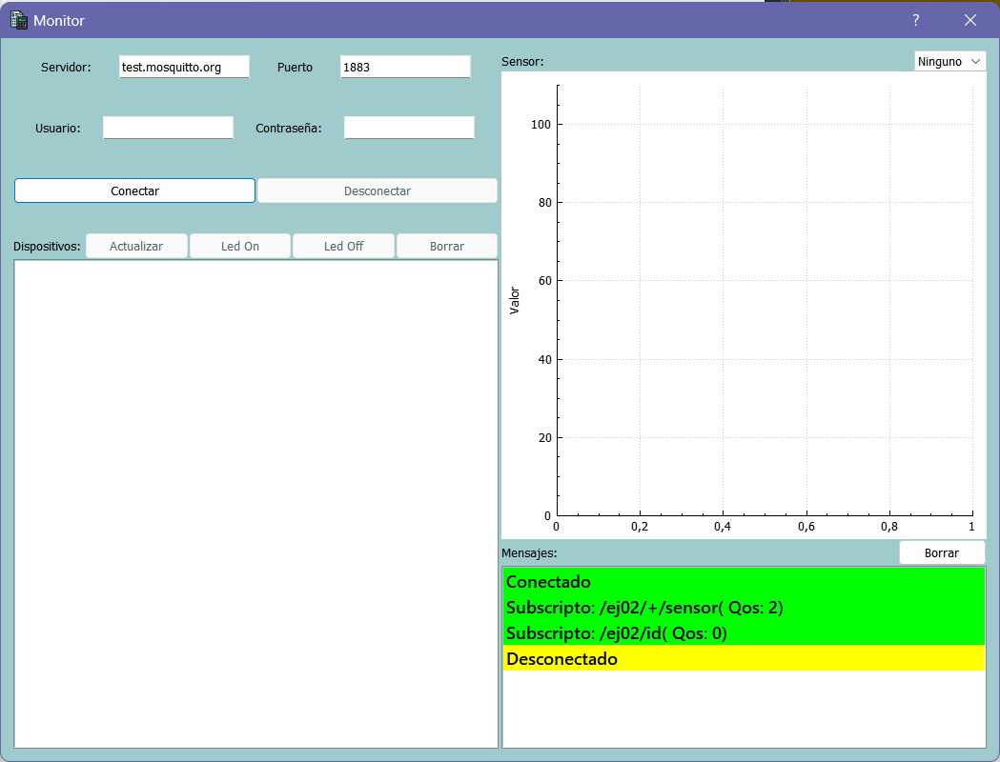 Monitor
?
Servidor: test.mosquitto.org Puerto 1883
Usuario: Contraseña:
Conectar Desconectar
Dispositivos: Actualizar Led On Led Off Borrar
Sensor: Ninguno
Valor
100
80
60
40
20
0
0 0,2 0,4 0,6 0,8 1
Mensajes: Borrar
Conectado
Subscripto: /ej02/+/sensor( Qos: 2)
Subscripto: /ej02/id( Qos: 0)
Desconectado